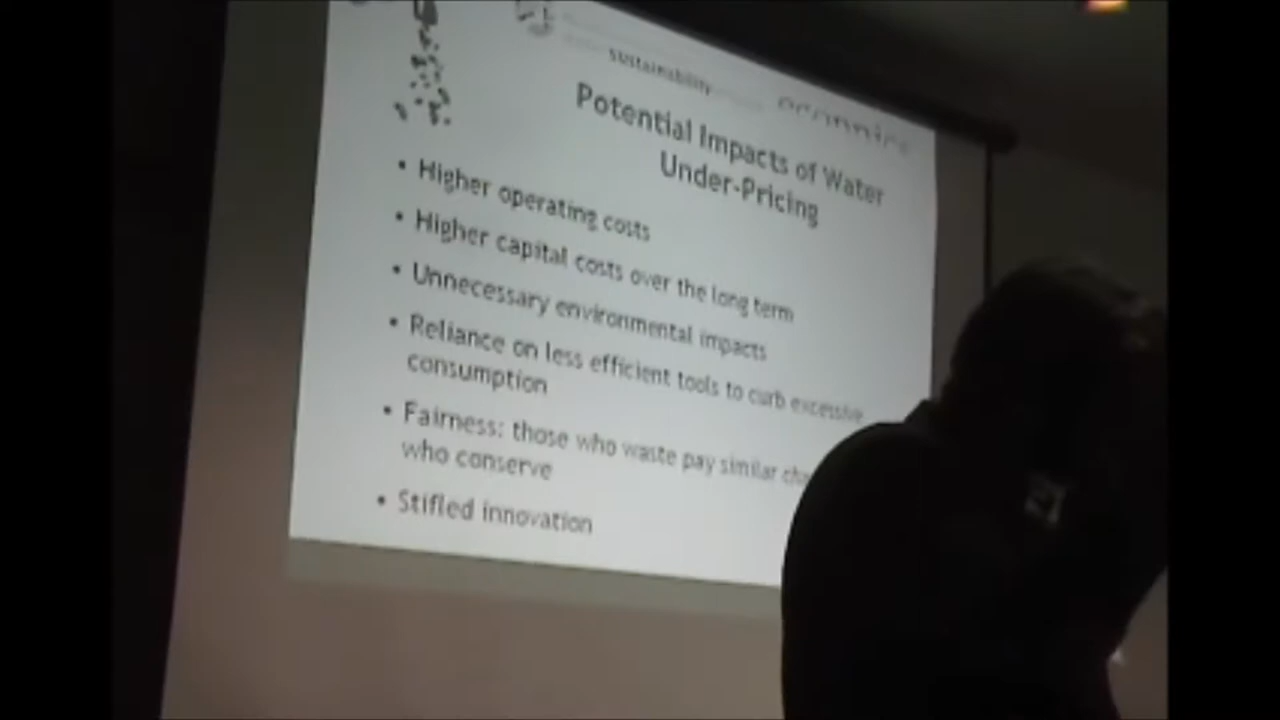 sustainability
Potential Impacts of Water
Under-Pricing
• Higher operating costs
• Higher capital costs over the long term
• Unnecessary environmental impacts
• Reliance on less efficient tools to curb excessive
consumption
• Fairness: those who waste pay similar
who conserve
• Stifled innovation